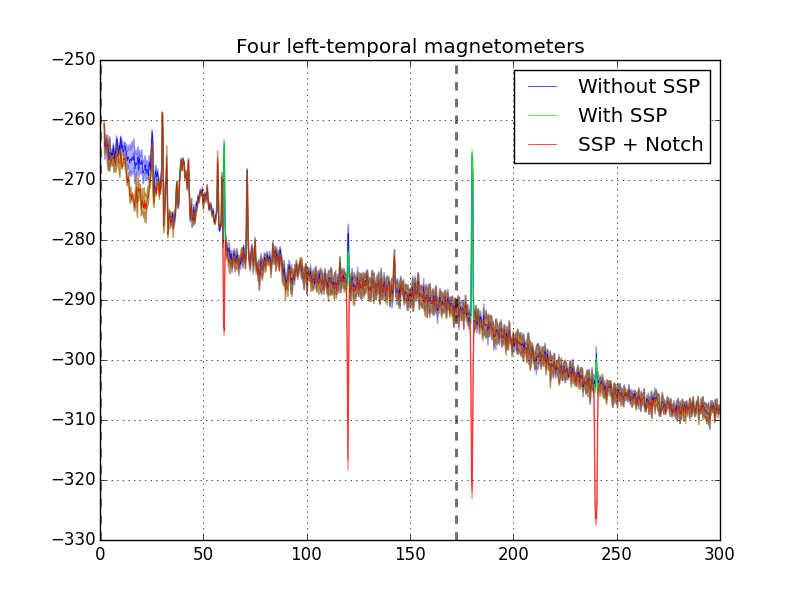 Four left-temporal magnetometers
Without SSP
With SSP
SSP + Notch
−250
−260
−270
−280
−290
−300
−310
−320
−330
0 50 100 150 200 250 300